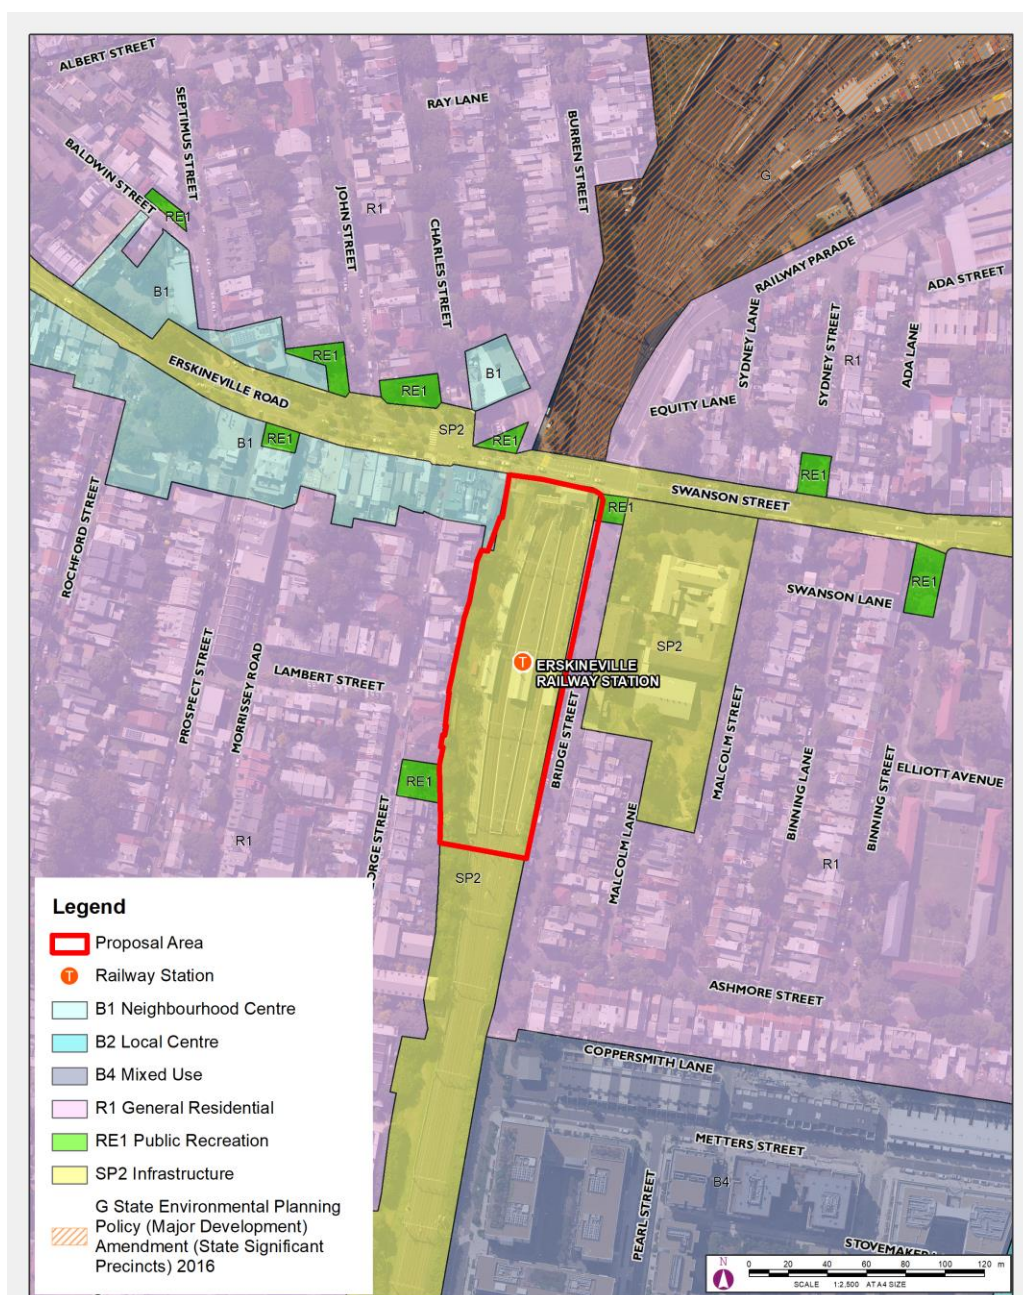 ALBERT STREET
SEPTIMUS STREET
RAY LANE
BURREN STREET
BALDWIN STREET
RE1
JOHN STREET
R1
CHARLES STREET
G
RAILWAY PARADE
ADA STREET
B1
SYDNEY LANE
SYDNEY STREET
R1
ADA LANE
RE1
ERSKINEVILLE ROAD
RE1
B1
EQUITY LANE
SP2
B1
RE1
RE1
RE1
SWANSON STREET
RE1
ROCHFORD STREET
RE1
SWANSON LANE
SP2
ERSKINEVILLE
RAILWAY STATION
PROSPECT STREET
MORRISSEY ROAD
LAMBERT STREET
BRIDGE STREET
MALCOLM STREET
RE1
BINNING LANE
BINNING STREET
ELLIOTT AVENUE
R1
ORGE STREET
SP2
MALCOLM LANE
R1
ASHMORE STREET
COPPERSMITH LANE
METTERS STREET
B4
PEARL STREET
STOVEMAKER
Legend
Proposal Area
T Railway Station
B1 Neighbourhood Centre
B2 Local Centre
B4 Mixed Use
R1 General Residential
RE1 Public Recreation
SP2 Infrastructure
G State Environmental Planning
Policy (Major Development)
Amendment (State Significant
Precincts) 2016
N
0 20 40 60 80 100 120 m
SCALE 1:2,500 AT A4 SIZE